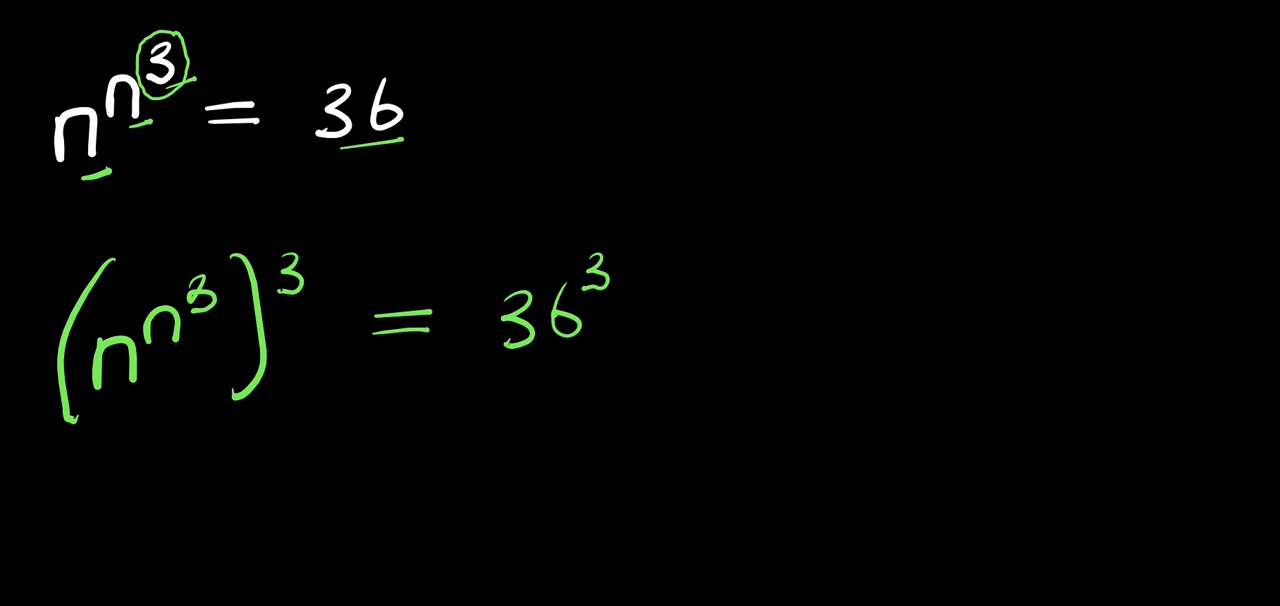 n^{n^3} = 36
(n^{n^3})^3 = 36^3